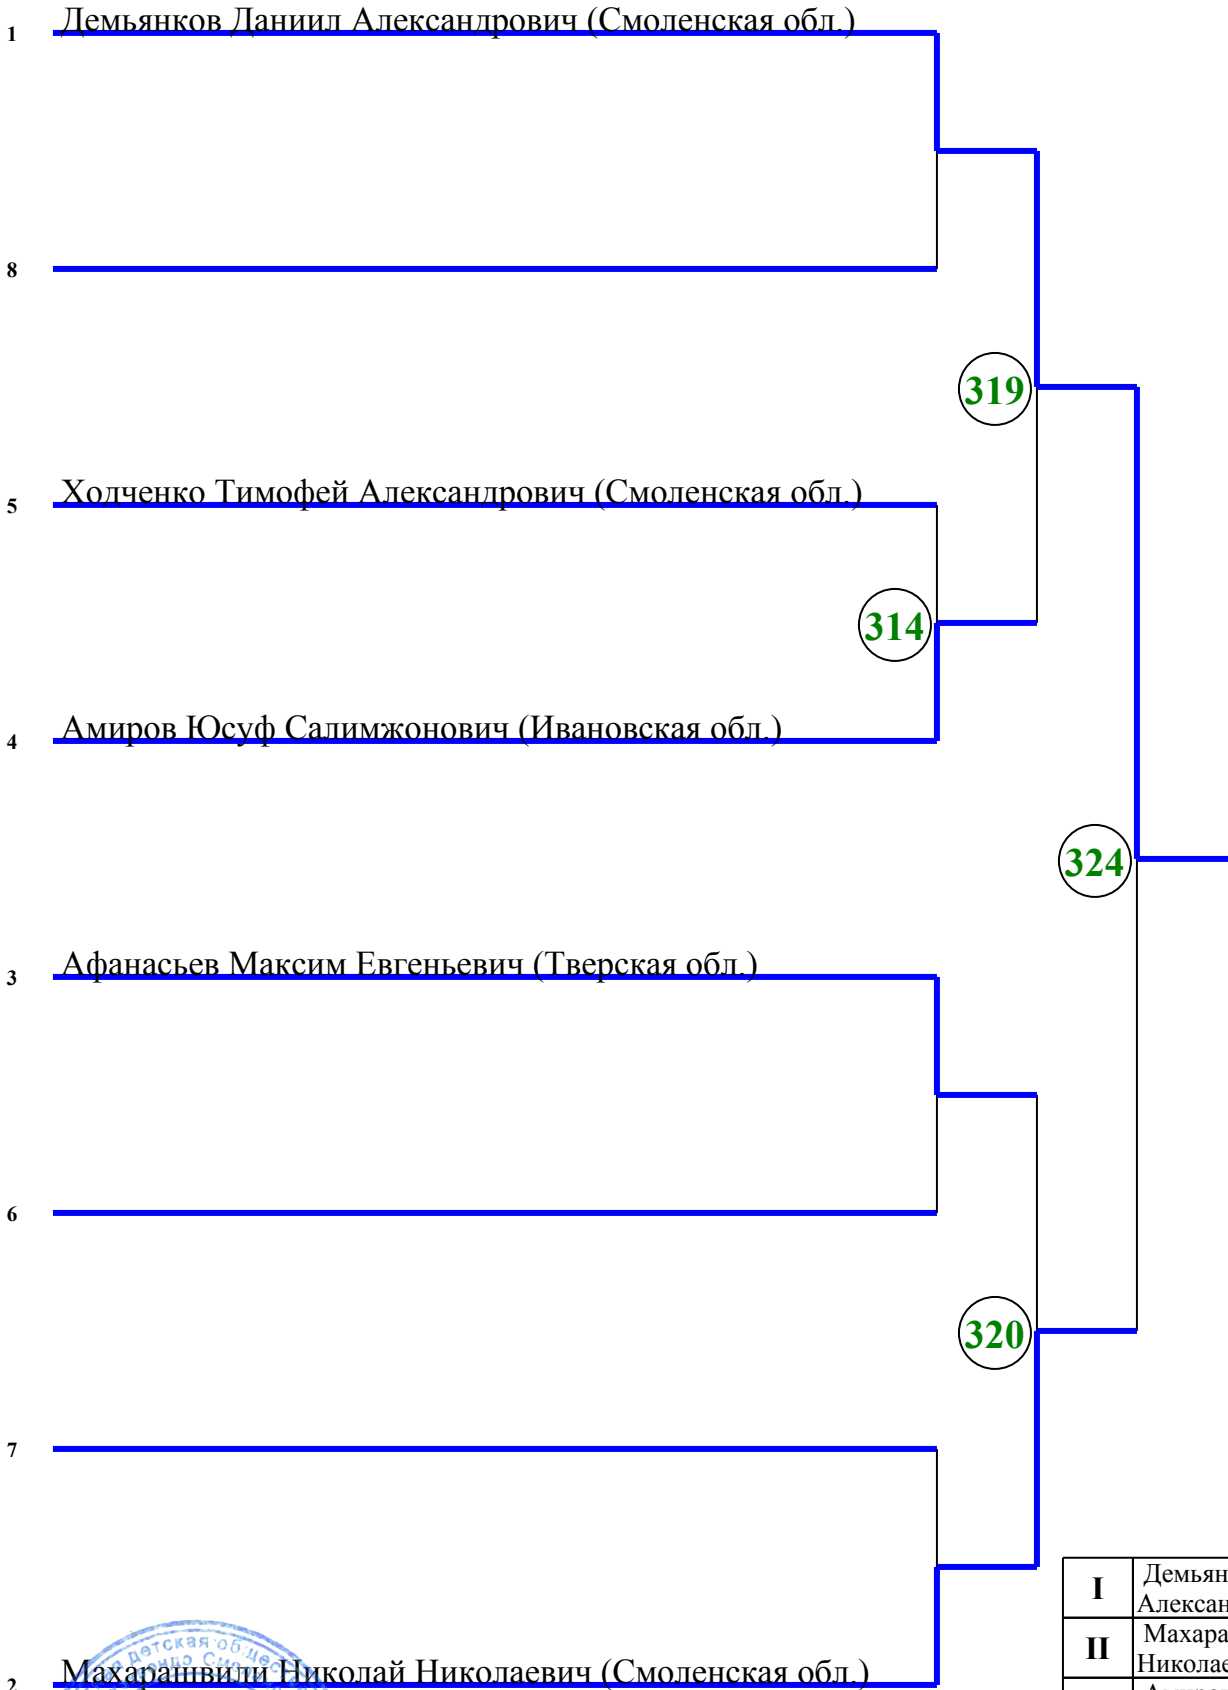 1 Демьянков Даниил Александрович (Смоленская обл.)
8
319
5 Ходченко Тимофей Александрович (Смоленская обл.)
314
4 Амиров Юсуф Салимжонович (Ивановская обл.)
324
3 Афанасьев Максим Евгеньевич (Тверская обл.)
6
320
7
I Демьян
Алексан
II Махара
Николае
2 Махарашвили Николай Николаевич (Смоленская обл.)
детская